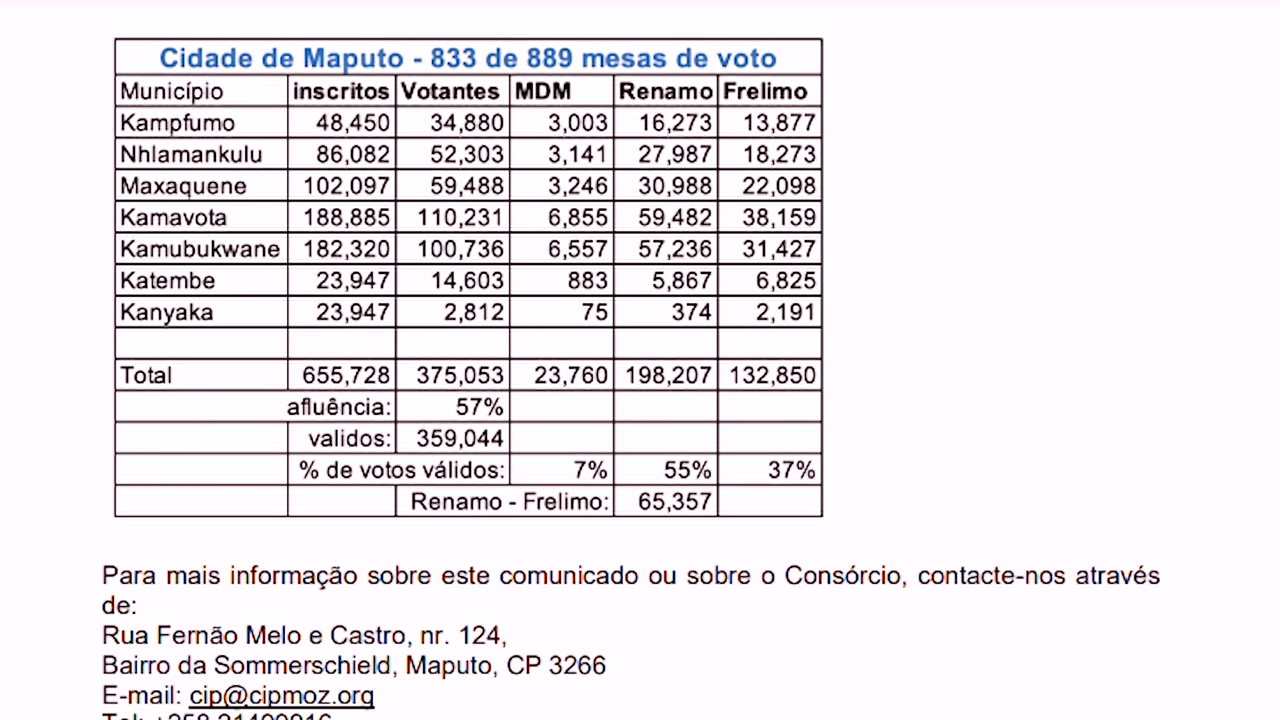 Cidade de Maputo - 833 de 889 mesas de voto
Município inscritos Votantes MDM Renamo Frelimo
Kampfumo 48,450 34,880 3,003 16,273 13,877
Nhlamankulu 86,082 52,303 3,141 27,987 18,273
Maxaquene 102,097 59,488 3,246 30,988 22,098
Kamavota 188,885 110,231 6,855 59,482 38,159
Kamubukwane 182,320 100,736 6,557 57,236 31,427
Katembe 23,947 14,603 883 5,867 6,825
Kanyaka 23,947 2,812 75 374 2,191
Total 655,728 375,053 23,760 198,207 132,850
afluência: 57%
validos: 359,044
% de votos válidos: 7% 55% 37%
Renamo - Frelimo: 65,357
Para mais informação sobre este comunicado ou sobre o Consórcio, contacte-nos através
de:
Rua Fernão Melo e Castro, nr. 124,
Bairro da Sommerschield, Maputo, CP 3266
E-mail: cip@cipmoz.org